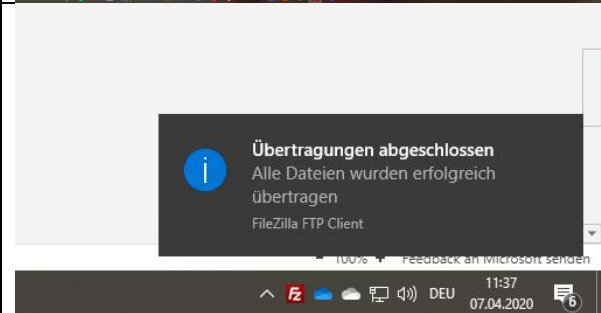 Übertragungen abgeschlossen
Alle Dateien wurden erfolgreich
übertragen
FileZilla FTP Client
100% + Feedback an Microsoft senden
Fz DEU 11:37
07.04.2020
6